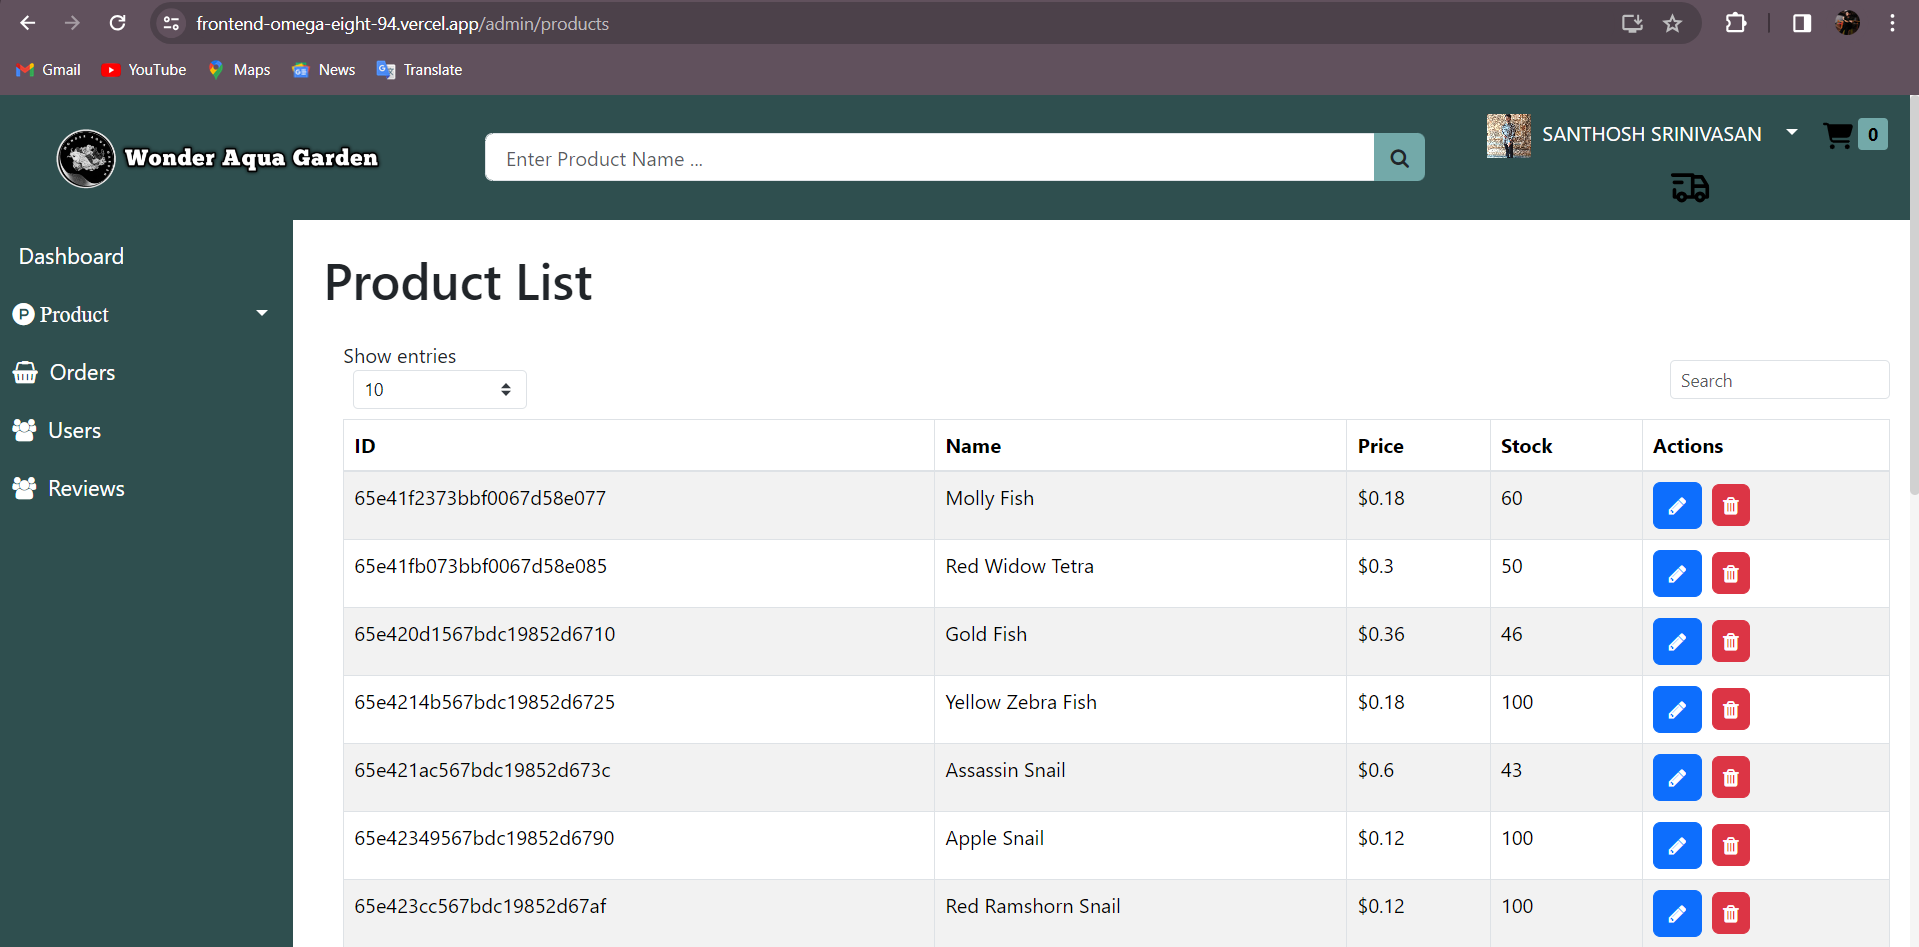 frontend-omega-eight-94.vercel.app/admin/products
Gmail YouTube Maps News Translate
Wonder Aqua Garden
Enter Product Name ...
SANTHOSH SRINIVASAN
0
Dashboard
Product
Orders
Users
Reviews
Product List
Show entries
10
Search
ID Name Price Stock Actions
65e41f2373bbf0067d58e077 Molly Fish $0.18 60
65e41fb073bbf0067d58e085 Red Widow Tetra $0.3 50
65e420d1567bdc19852d6710 Gold Fish $0.36 46
65e4214b567bdc19852d6725 Yellow Zebra Fish $0.18 100
65e421ac567bdc19852d673c Assassin Snail $0.6 43
65e42349567bdc19852d6790 Apple Snail $0.12 100
65e423cc567bdc19852d67af Red Ramshorn Snail $0.12 100